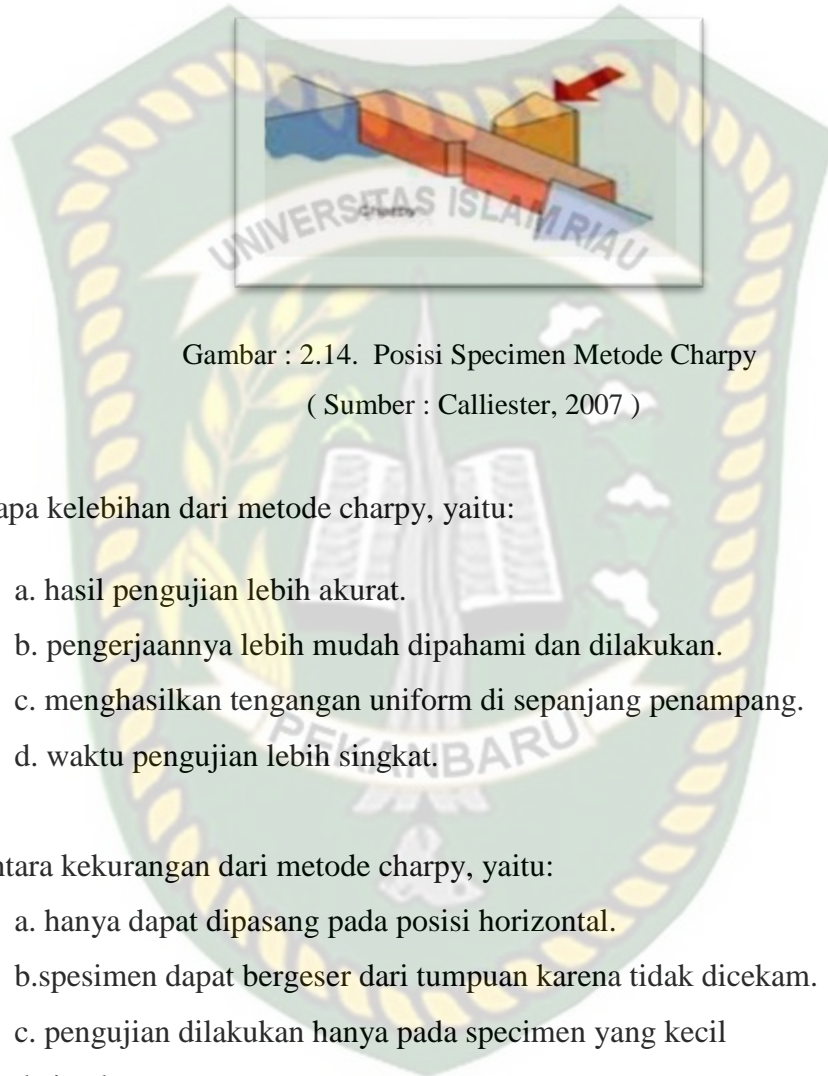 Charpy
UNIVERSITAS ISLAM RIAU
Gambar : 2.14. Posisi Specimen Metode Charpy
( Sumber : Calliester, 2007 )
apa kelebihan dari metode charpy, yaitu:
a. hasil pengujian lebih akurat.
b. pengerjaannya lebih mudah dipahami dan dilakukan.
c. menghasilkan tengangan uniform di sepanjang penampang.
PEKANBARU
d. waktu pengujian lebih singkat.
ntara kekurangan dari metode charpy, yaitu:
a. hanya dapat dipasang pada posisi horizontal.
b.spesimen dapat bergeser dari tumpuan karena tidak dicekam.
c. pengujian dilakukan hanya pada specimen yang kecil